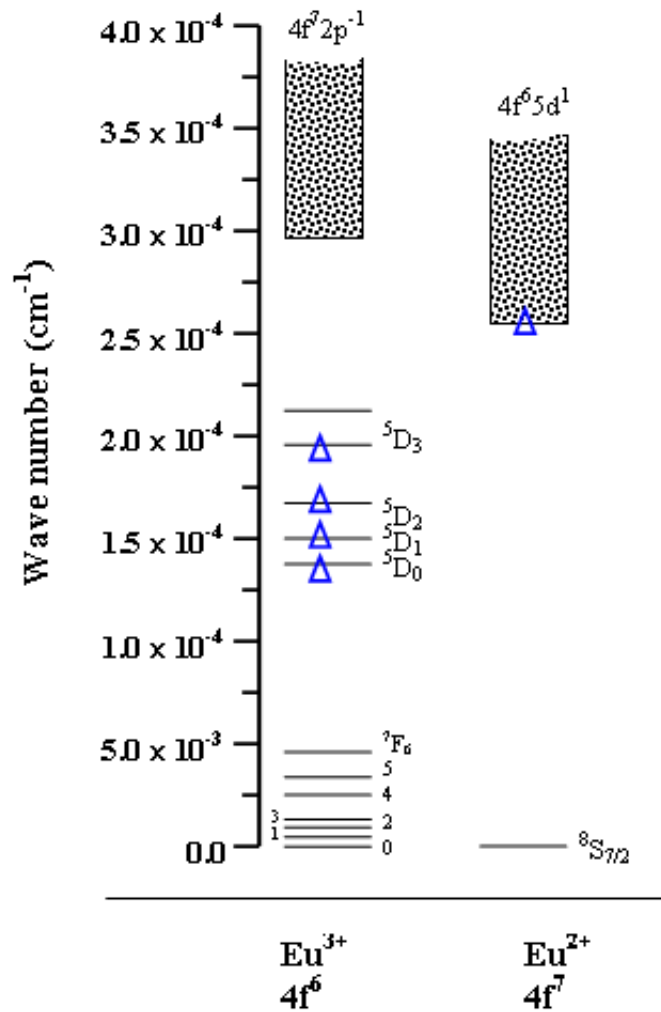 4.0 x 10⁻⁴
4f⁷2p⁻¹
4f⁶5d¹
3.5 x 10⁻⁴
3.0 x 10⁻⁴
2.5 x 10⁻⁴
2.0 x 10⁻⁴
⁵D₃
⁵D₂
1.5 x 10⁻⁴
⁵D₁
⁵D₀
1.0 x 10⁻⁴
5.0 x 10⁻³
⁷F₆
5
4
3
2
1
0
0.0
⁸S₇/₂
Wave number (cm⁻¹)
Eu³⁺
4f⁶
Eu²⁺
4f⁷